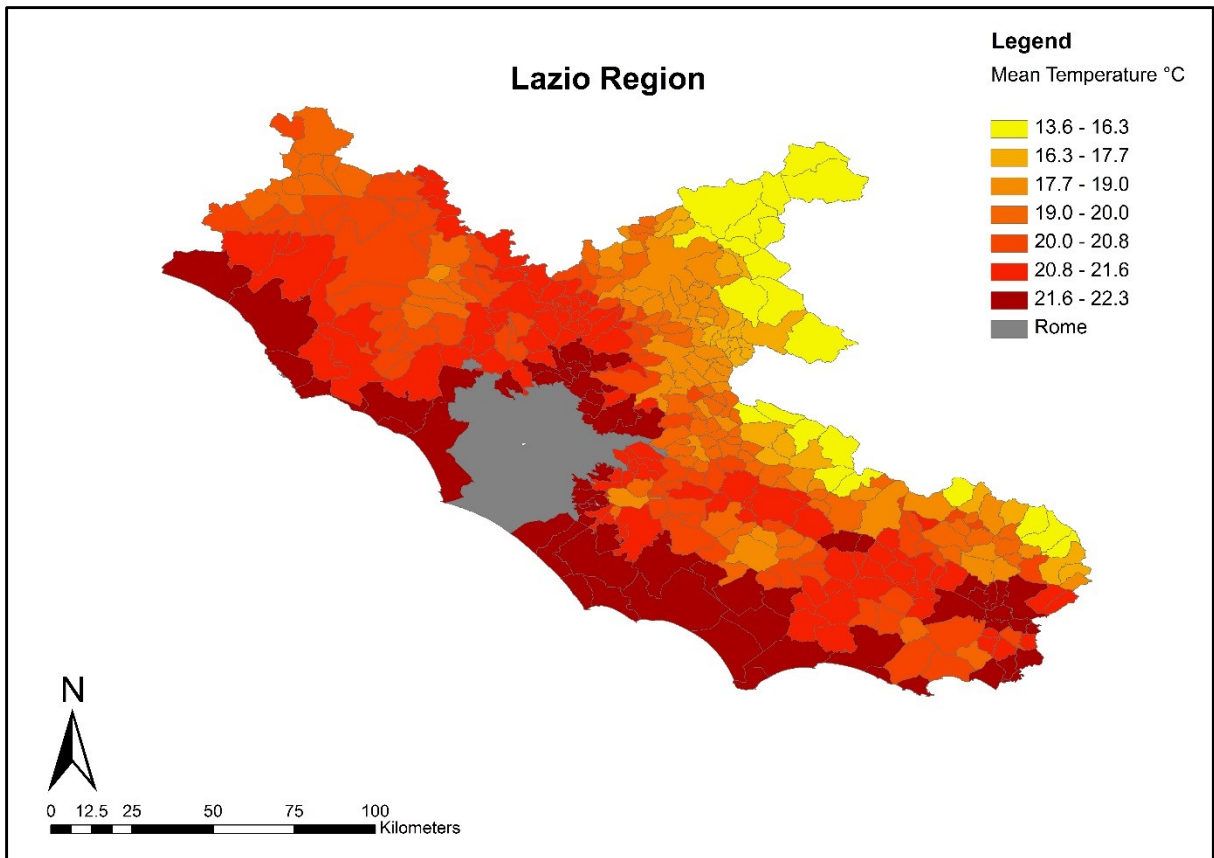 Lazio Region
Legend
Mean Temperature °C
13.6 - 16.3
16.3 - 17.7
17.7 - 19.0
19.0 - 20.0
20.0 - 20.8
20.8 - 21.6
21.6 - 22.3
Rome
N
0 12.5 25 50 75 100
Kilometers